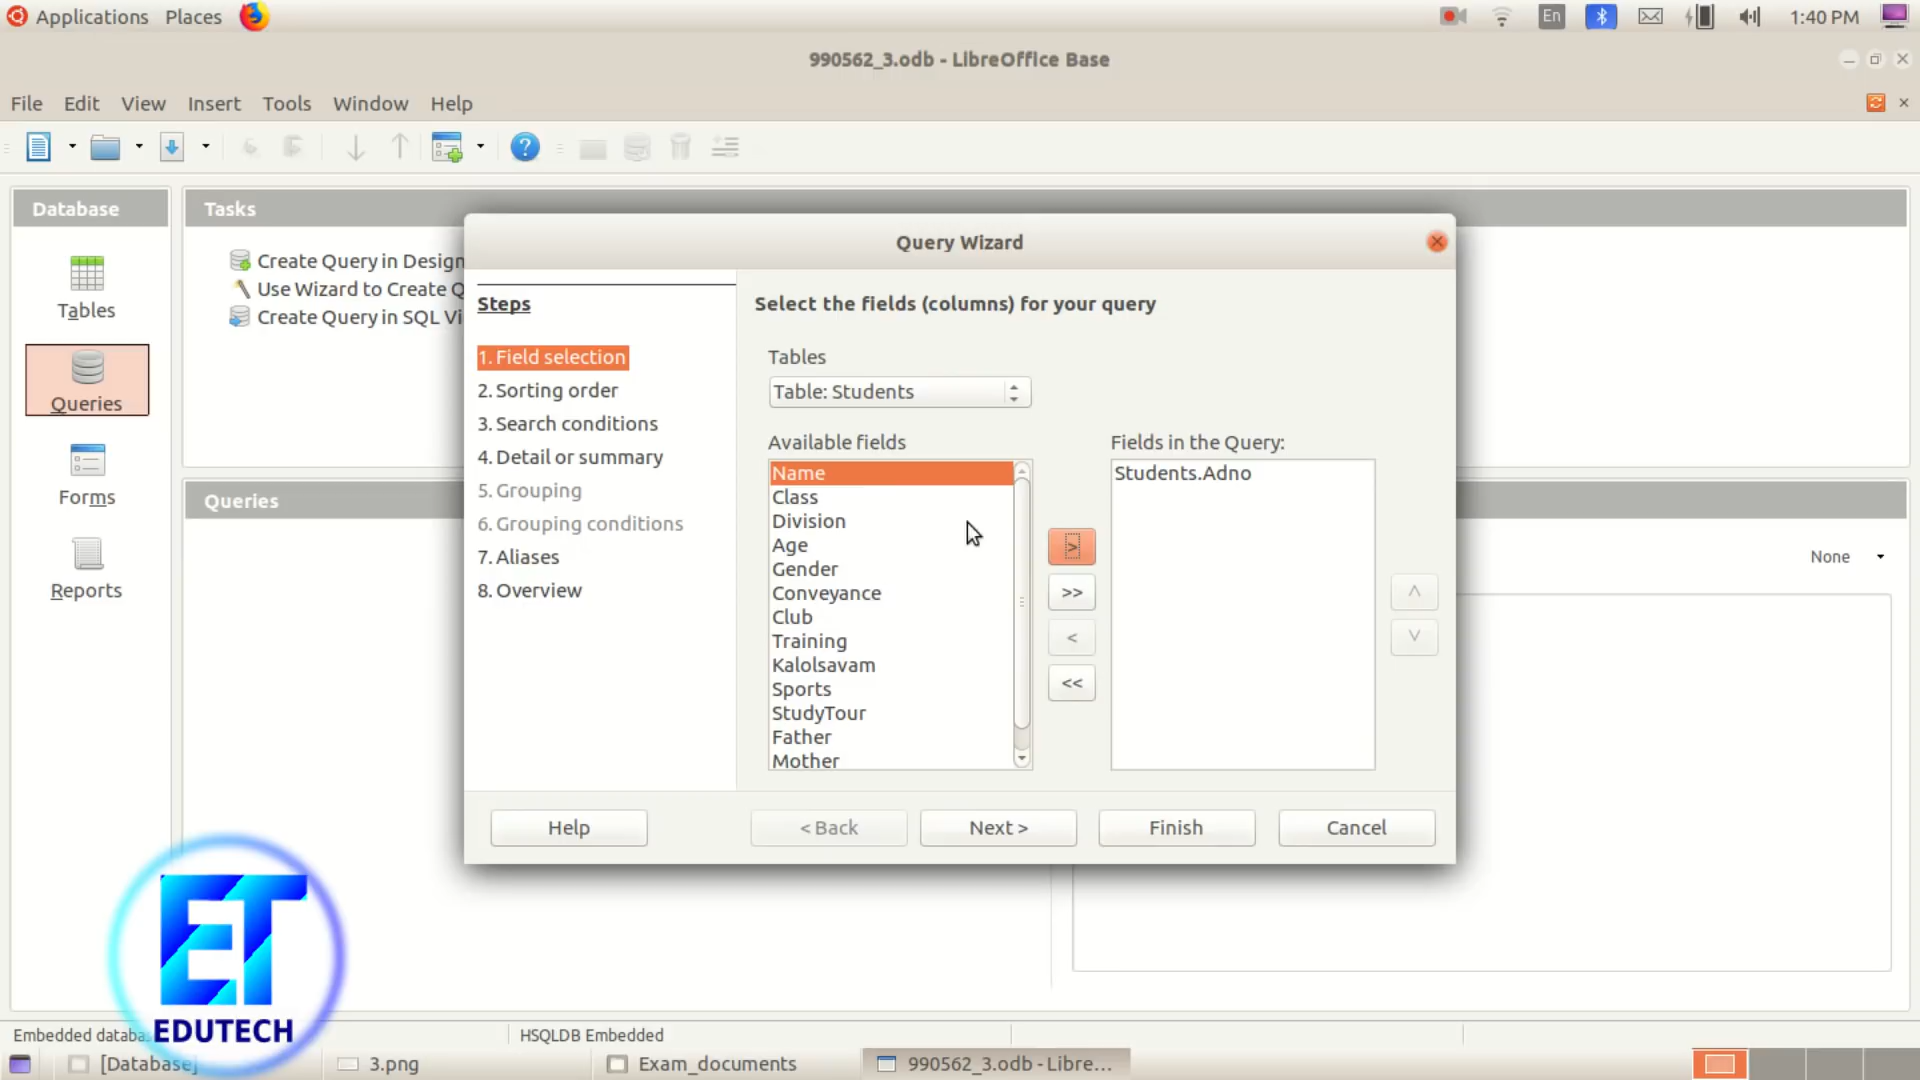 Applications Places En 1:40 PM
990562_3.odb - LibreOffice Base
File Edit View Insert Tools Window Help
Database
Tables
Queries
Forms
Reports
Tasks
Create Query in Design
Use Wizard to Create Q
Create Query in SQL Vi
Queries
None
Query Wizard
Steps
1. Field selection
2. Sorting order
3. Search conditions
4. Detail or summary
5. Grouping
6. Grouping conditions
7. Aliases
8. Overview
Select the fields (columns) for your query
Tables
Table: Students
Available fields
Name
Class
Division
Age
Gender
Conveyance
Club
Training
Kalolsavam
Sports
StudyTour
Father
Mother
>
>>
<
<<
Fields in the Query:
Students.Adno
Help < Back Next > Finish Cancel
ET
EDUTECH
Embedded databa HSQLDB Embedded
[Database] 3.png Exam_documents 990562_3.odb - Libre...